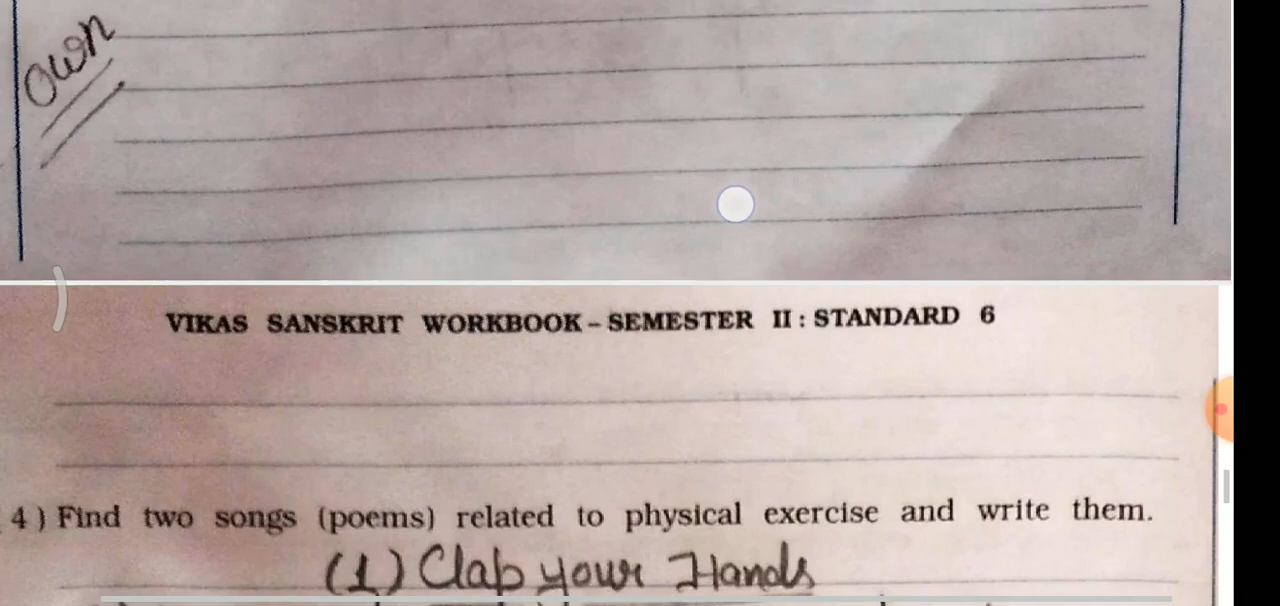 Own
VIKAS SANSKRIT WORKBOOK – SEMESTER II : STANDARD 6
4 ) Find two songs (poems) related to physical exercise and write them.
(1) Clap your Hands